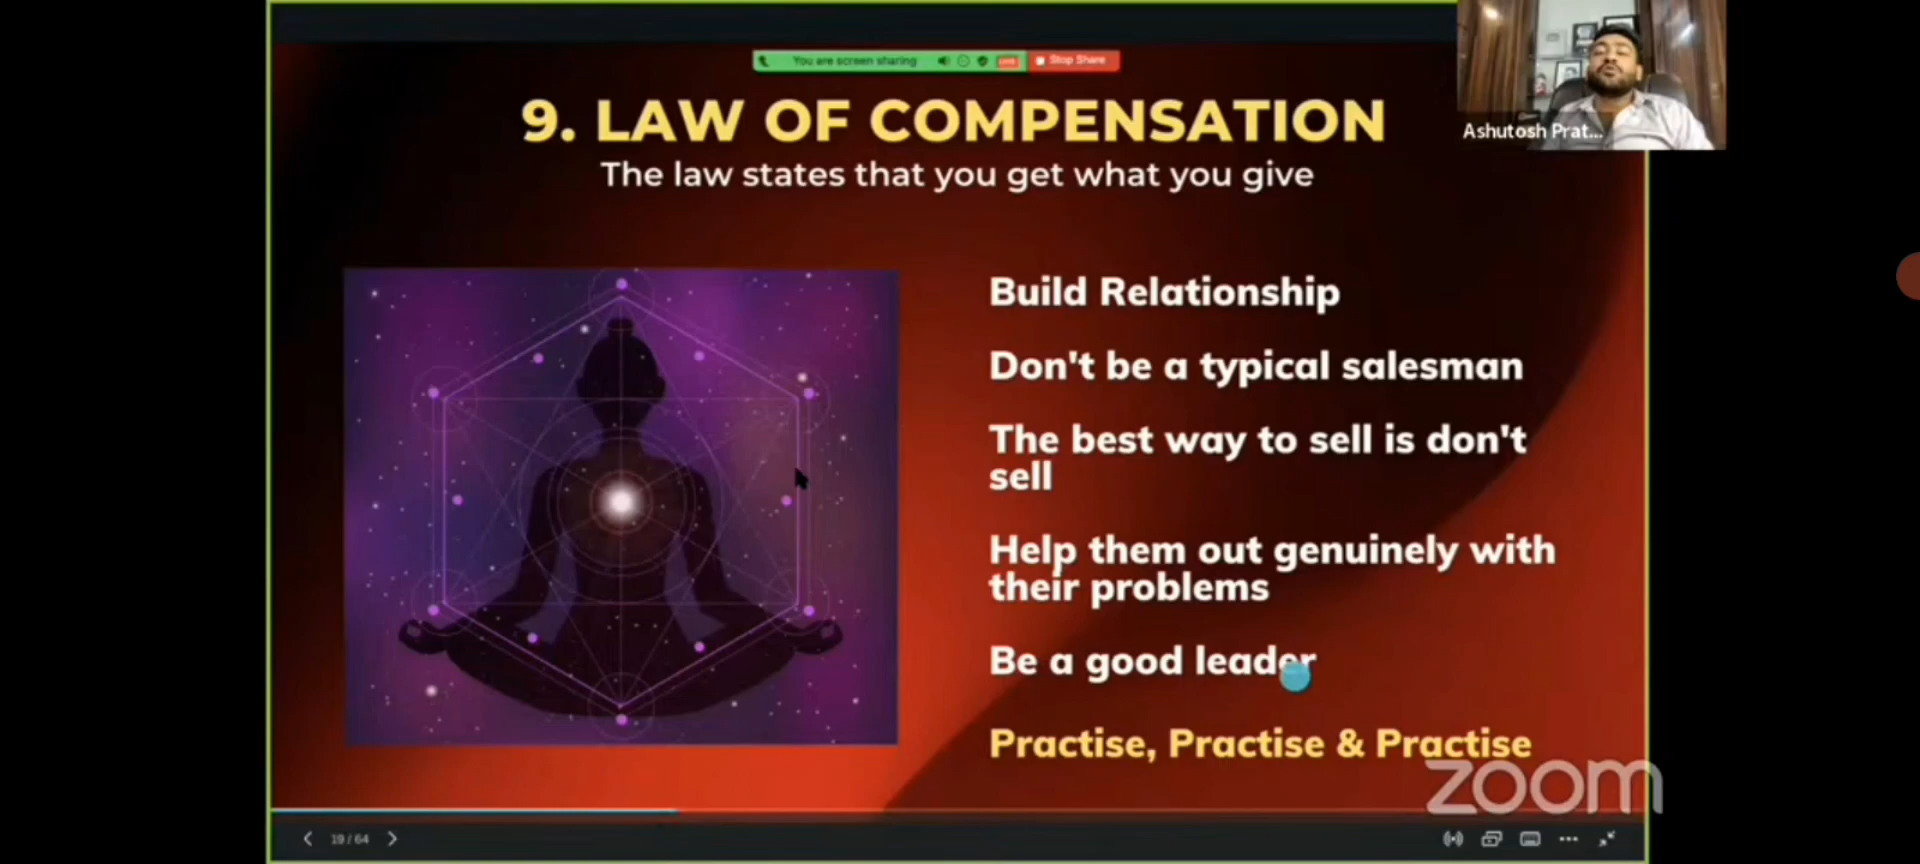 You are screen sharing
LIVE
Stop Share
9. LAW OF COMPENSATION
The law states that you get what you give
Ashutosh Prat...
Build Relationship
Don't be a typical salesman
The best way to sell is don't
sell
Help them out genuinely with
their problems
Be a good leader
Practise, Practise & Practise
zoom
19 / 64